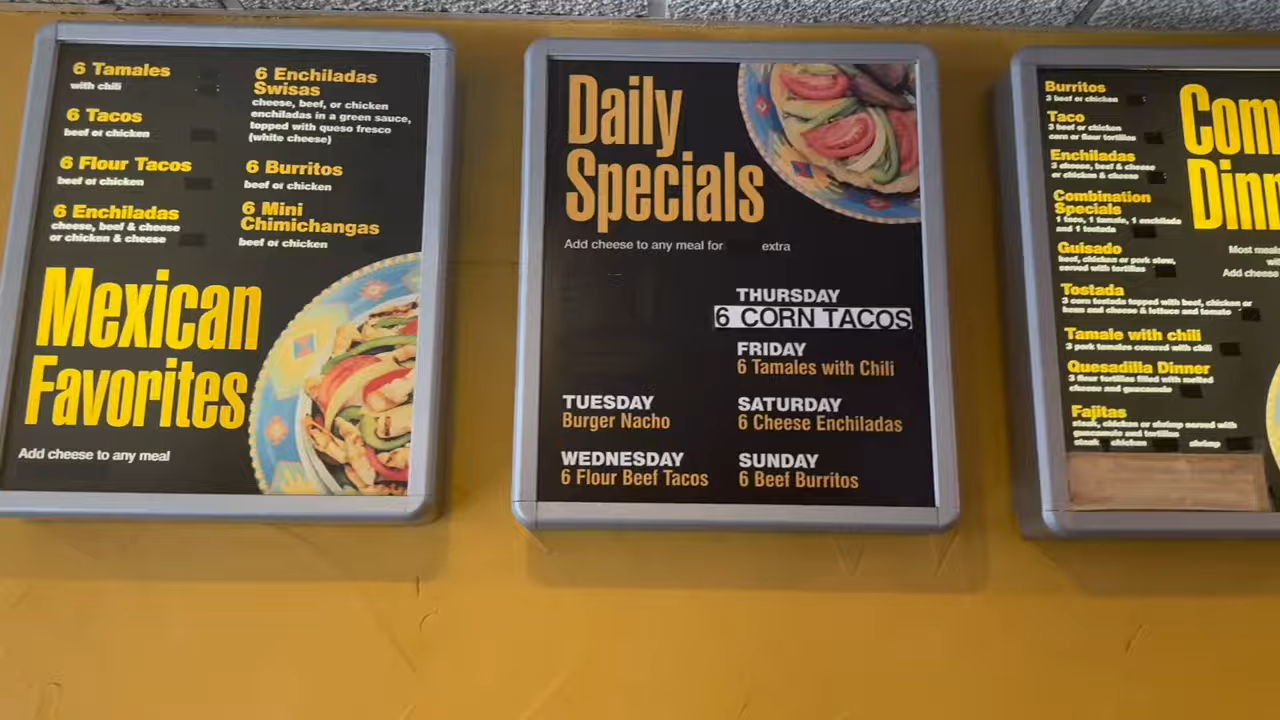 6 Tamales
with chili
6 Tacos
beef or chicken
6 Flour Tacos
beef or chicken
6 Enchiladas
cheese, beef & cheese
or chicken & cheese
6 Enchiladas
Swisas
cheese, beef, or chicken
enchiladas in a green sauce,
topped with queso fresco
(white cheese)
6 Burritos
beef or chicken
6 Mini
Chimichangas
beef or chicken
Mexican
Favorites
Add cheese to any meal
Daily
Specials
Add cheese to any meal for extra
THURSDAY
6 CORN TACOS
FRIDAY
6 Tamales with Chili
TUESDAY
Burger Nacho
SATURDAY
6 Cheese Enchiladas
WEDNESDAY
6 Flour Beef Tacos
SUNDAY
6 Beef Burritos
Burritos
3 beef or chicken
Taco
3 beef or chicken
corn or flour tortillas
Enchiladas
3 cheese, beef & cheese
or chicken & cheese
Combination
Specials
1 taco, 1 tamale, 1 enchilada
and 1 tostada
Guisado
beef, chicken or pork stew,
served with tortillas
Tostada
3 corn tostada topped with beef, chicken or
bean and cheese & lettuce and tomato
Tamale with chili
3 pork tamales covered with chili
Quesadilla Dinner
3 flour tortillas filled with melted
cheese and guacamole
Fajitas
steak, chicken or shrimp served with
guacamole and tortillas
steak chicken shrimp
Com
Dinn
Most meals
wi
Add cheese